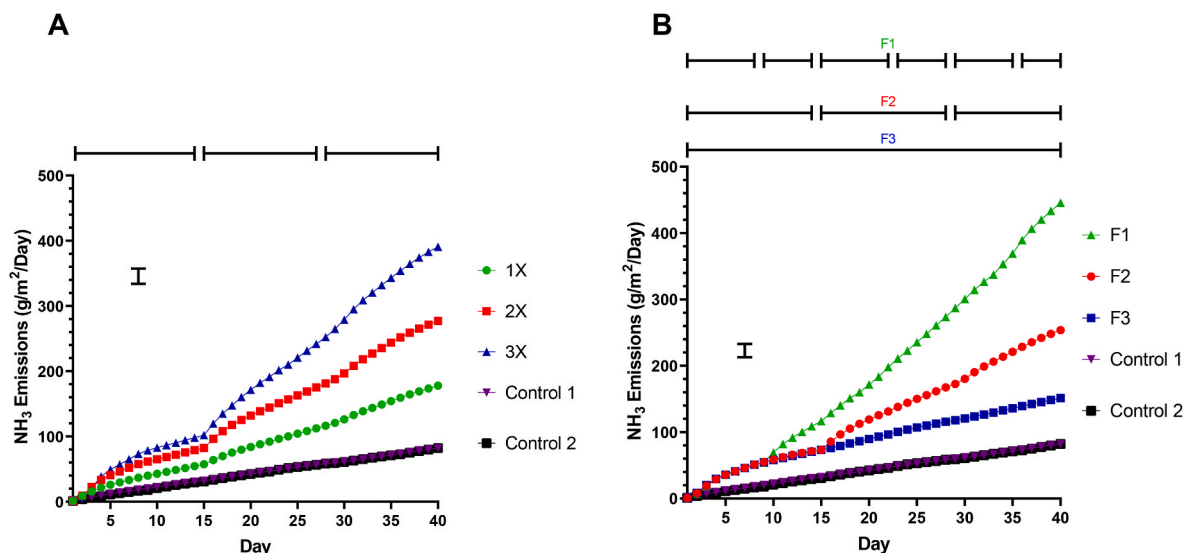 A
500
400
300
200
100
0
NH₃ Emissions (g/m²/Day)
5 10 15 20 25 30 35 40
Day
1X
2X
3X
Control 1
Control 2
B
F1
F2
F3
500
400
300
200
100
0
NH₃ Emissions (g/m²/Day)
5 10 15 20 25 30 35 40
Day
F1
F2
F3
Control 1
Control 2